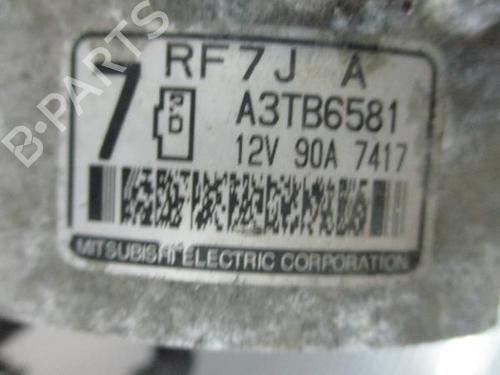 RF7J A
7
P
D
A3TB6581
12V 90A 7417
MITSUBISHI ELECTRIC CORPORATION
B-PARTS